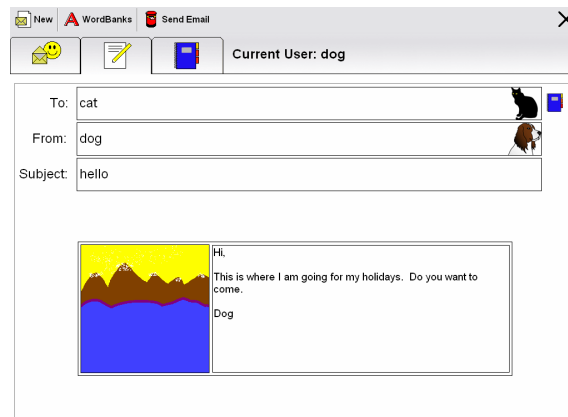 New WordBanks Send Email
Current User: dog
To: cat
From: dog
Subject: hello
Hi,
This is where I am going for my holidays. Do you want to
come.
Dog